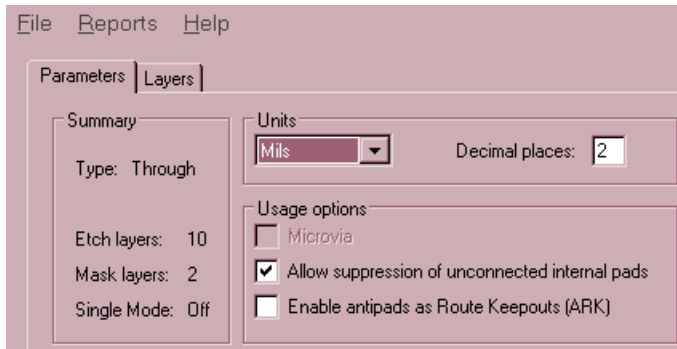 File Reports Help
Parameters Layers
Summary
Type: Through
Etch layers: 10
Mask layers: 2
Single Mode: Off
Units
Mils Decimal places: 2
Usage options
Microvia
Allow suppression of unconnected internal pads
Enable antipads as Route Keepouts (ARK)